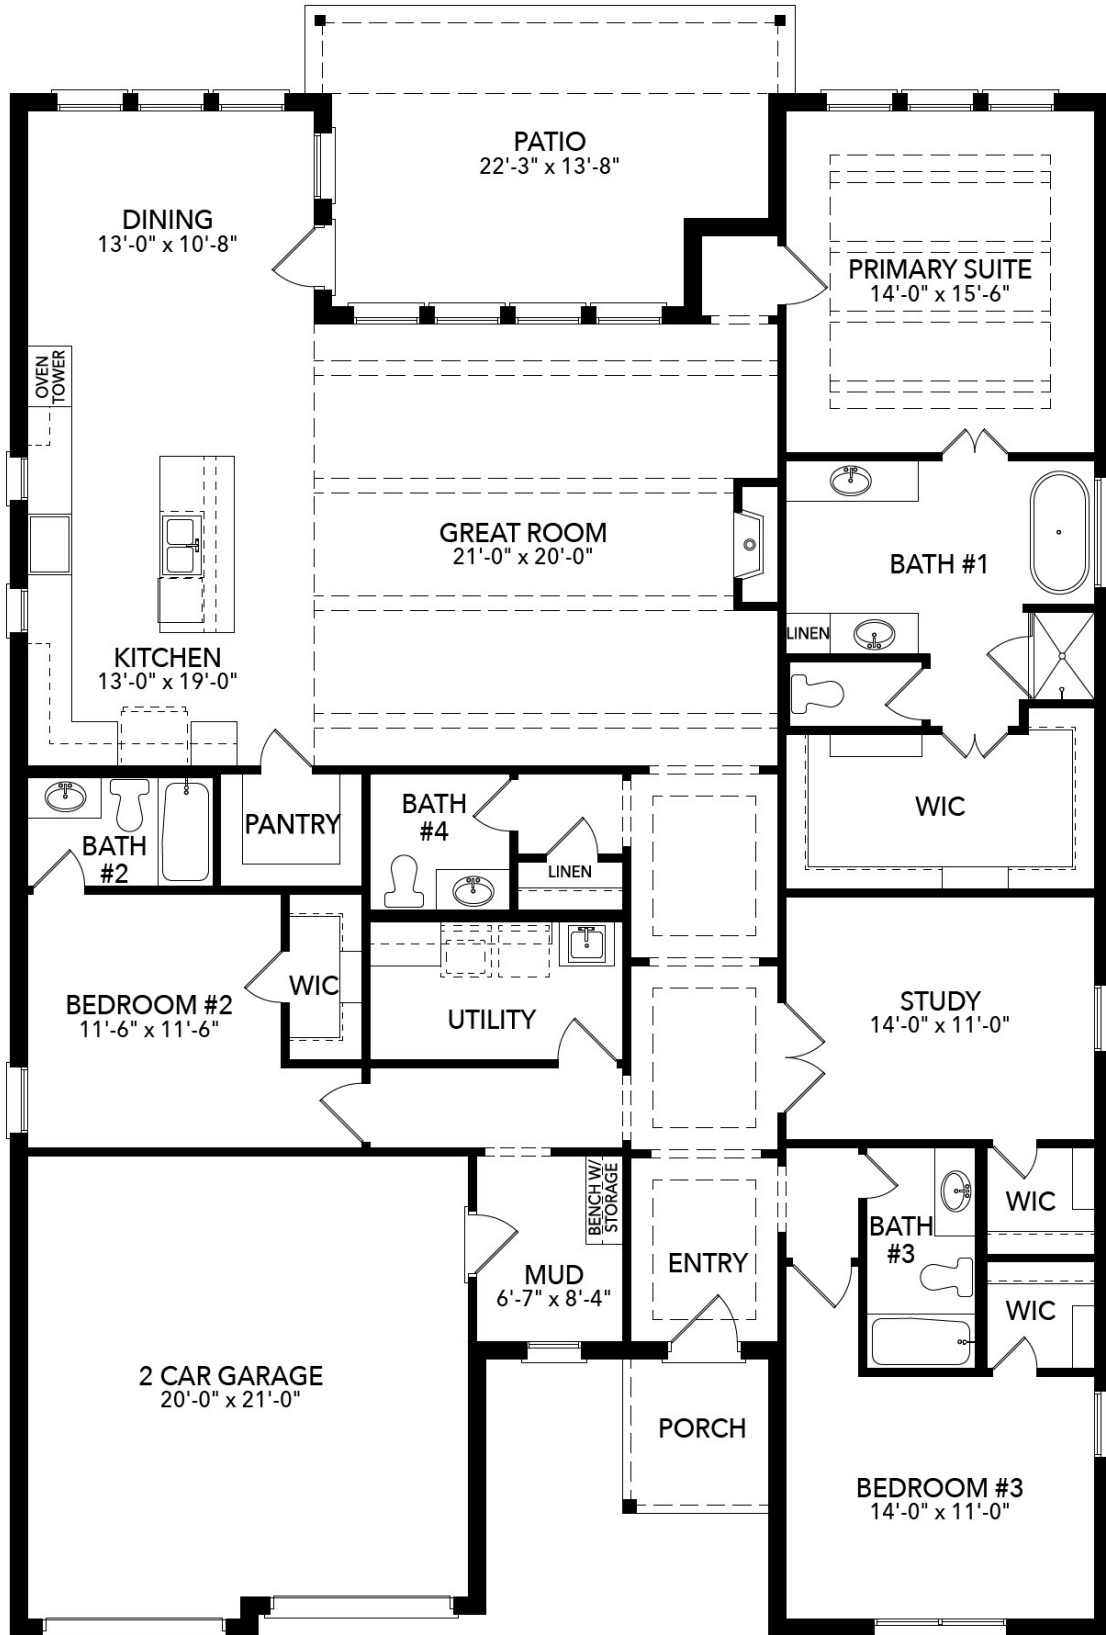 PATIO
22'-3" x 13'-8"
DINING
13'-0" x 10'-8"
PRIMARY SUITE
14'-0" x 15'-6"
OVEN
TOWER
GREAT ROOM
21'-0" x 20'-0"
BATH #1
LINEN
KITCHEN
13'-0" x 19'-0"
WIC
BATH
#4
PANTRY
BATH
#2
LINEN
WIC
BEDROOM #2
11'-6" x 11'-6"
UTILITY
STUDY
14'-0" x 11'-0"
BENCH W/
STORAGE
WIC
BATH
#3
ENTRY
MUD
6'-7" x 8'-4"
WIC
2 CAR GARAGE
20'-0" x 21'-0"
PORCH
BEDROOM #3
14'-0" x 11'-0"